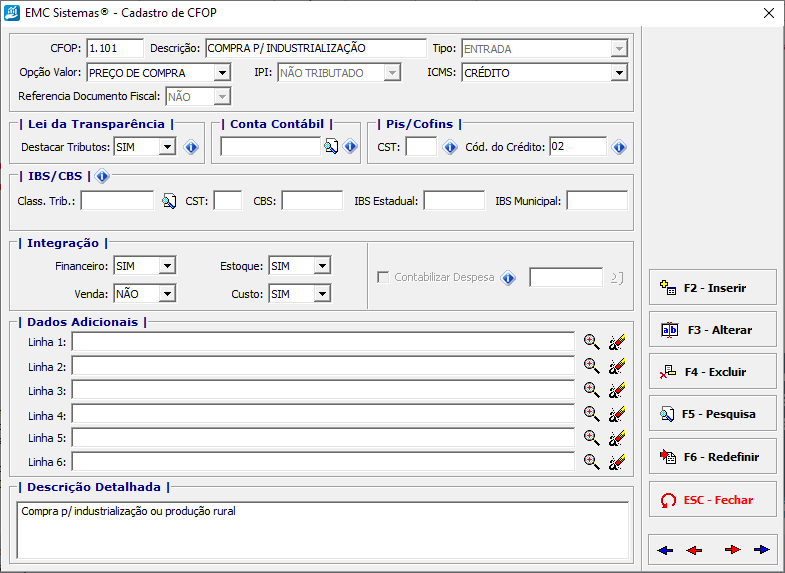 EMC Sistemas® - Cadastro de CFOP
CFOP: 1.101 Descrição: COMPRA P/ INDUSTRIALIZAÇÃO Tipo: ENTRADA
Opção Valor: PREÇO DE COMPRA IPI: NÃO TRIBUTADO ICMS: CRÉDITO
Referencia Documento Fiscal: NÃO
| Lei da Transparência | | Conta Contábil | | Pis/Cofins |
Destacar Tributos: SIM CST: Cód. do Crédito: 02
| IBS/CBS |
Class. Trib.: CST: CBS: IBS Estadual: IBS Municipal:
| Integração |
Financeiro: SIM Estoque: SIM Contabilizar Despesa
Venda: NÃO Custo: SIM
| Dados Adicionais |
Linha 1:
Linha 2:
Linha 3:
Linha 4:
Linha 5:
Linha 6:
| Descrição Detalhada |
Compra p/ industrialização ou produção rural
F2 - Inserir
F3 - Alterar
F4 - Excluir
F5 - Pesquisa
F6 - Redefinir
ESC - Fechar